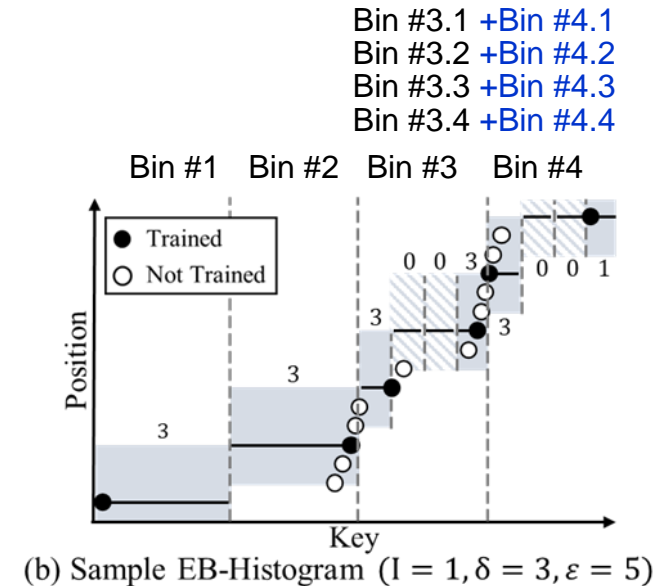 Bin #3.1 +Bin #4.1
Bin #3.2 +Bin #4.2
Bin #3.3 +Bin #4.3
Bin #3.4 +Bin #4.4
Bin #1 Bin #2 Bin #3 Bin #4
Trained
Not Trained
0 0 3
0 0 1
3
3
3
3
Position
Key
(b) Sample EB-Histogram (I = 1, δ = 3, ε = 5)